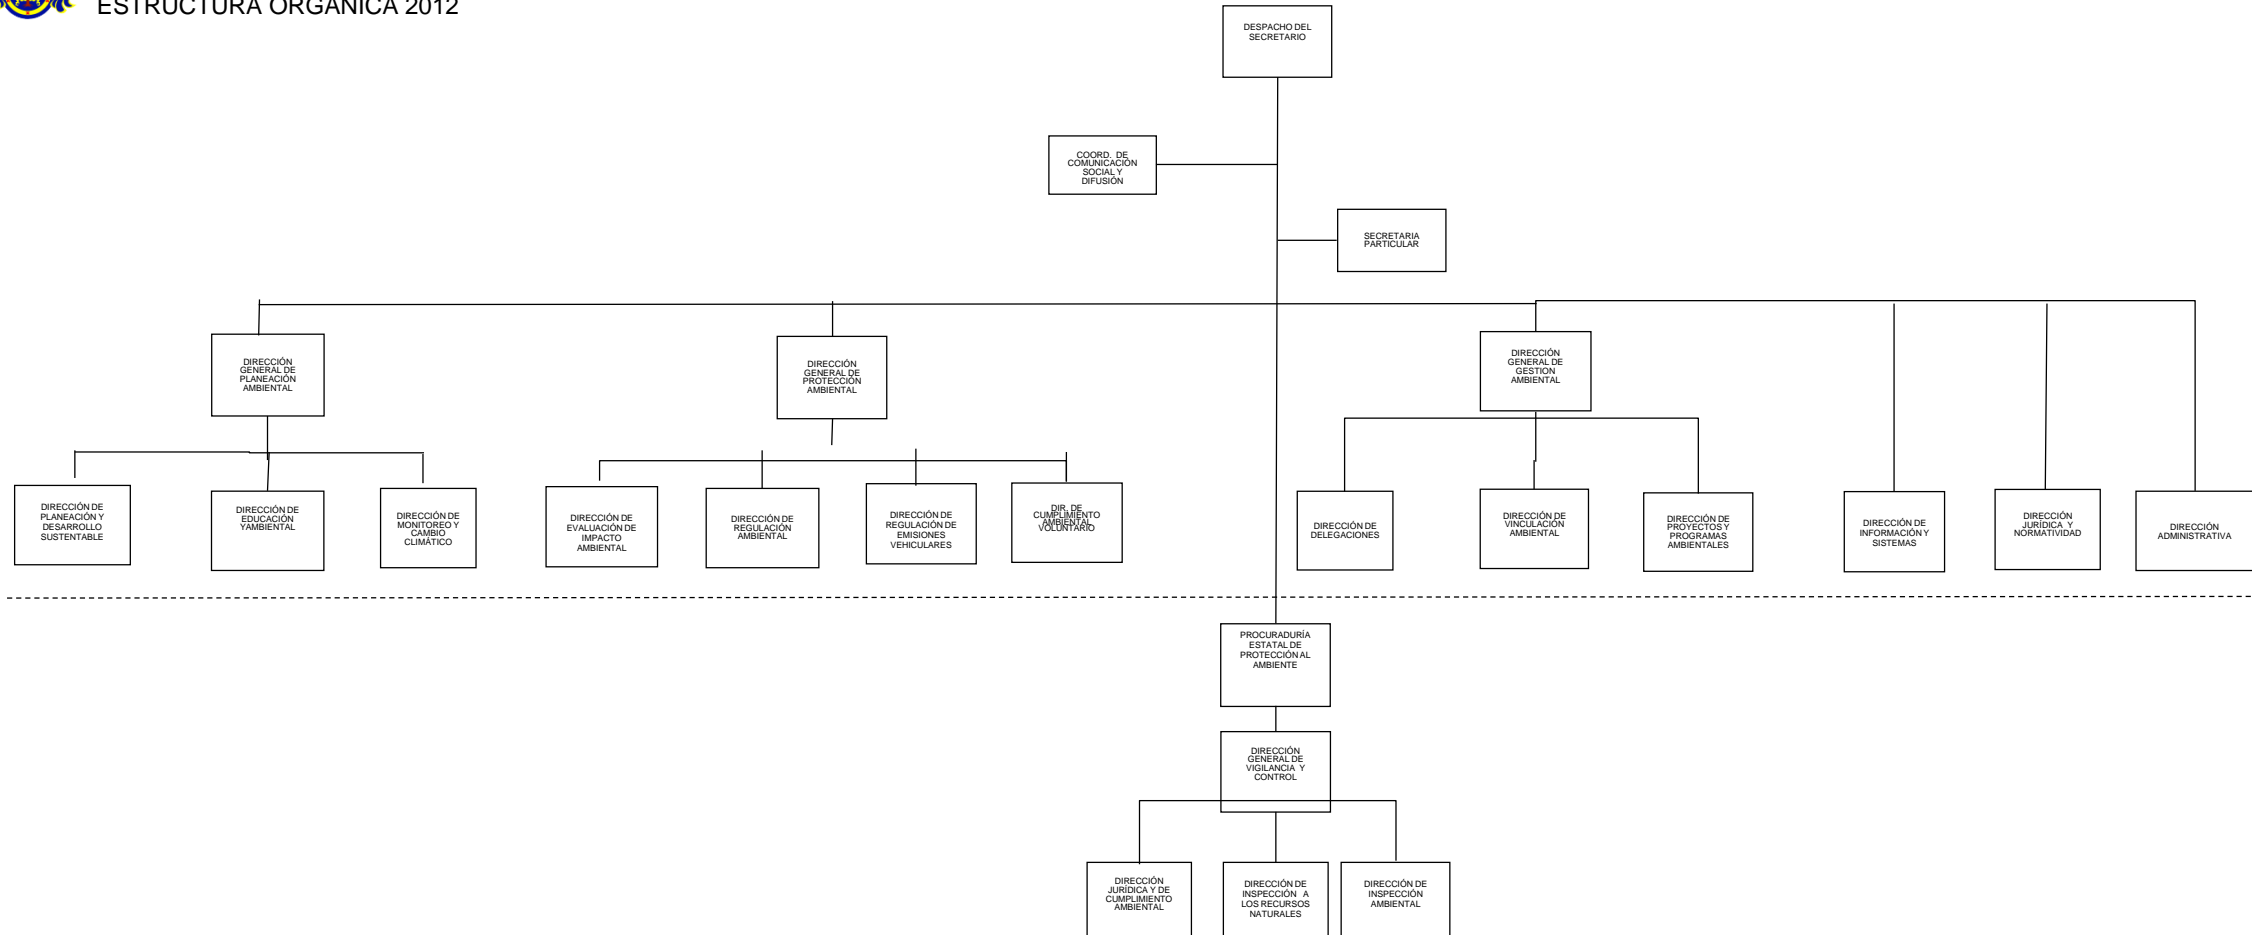 ESTRUCTURA ORGÁNICA 2012
DESPACHO DEL
SECRETARIO
COORD. DE
COMUNICACIÓN
SOCIAL Y
DIFUSIÓN
SECRETARIA
PARTICULAR
DIRECCIÓN
GENERAL DE
PLANEACIÓN
AMBIENTAL
DIRECCIÓN
GENERAL DE
PROTECCIÓN
AMBIENTAL
DIRECCIÓN
GENERAL DE
GESTION
AMBIENTAL
DIRECCIÓN DE
PLANEACIÓN Y
DESARROLLO
SUSTENTABLE
DIRECCIÓN DE
EDUCACIÓN
YAMBIENTAL
DIRECCIÓN DE
MONITOREO Y
CAMBIO
CLIMÁTICO
DIRECCIÓN DE
EVALUACIÓN DE
IMPACTO
AMBIENTAL
DIRECCIÓN DE
REGULACIÓN
AMBIENTAL
DIRECCIÓN DE
REGULACIÓN DE
EMISIONES
VEHICULARES
DIR. DE
CUMPLIMIENTO
AMBIENTAL
VOLUNTARIO
DIRECCIÓN DE
DELEGACIONES
DIRECCIÓN DE
VINCULACIÓN
AMBIENTAL
DIRECCIÓN DE
PROYECTOS Y
PROGRAMAS
AMBIENTALES
DIRECCIÓN DE
INFORMACIÓN Y
SISTEMAS
DIRECCIÓN
JURÍDICA Y
NORMATIVIDAD
DIRECCIÓN
ADMINISTRATIVA
PROCURADURÍA
ESTATAL DE
PROTECCIÓN AL
AMBIENTE
DIRECCIÓN
GENERAL DE
VIGILANCIA Y
CONTROL
DIRECCIÓN
JURÍDICA Y DE
CUMPLIMIENTO
AMBIENTAL
DIRECCIÓN DE
INSPECCIÓN A
LOS RECURSOS
NATURALES
DIRECCIÓN DE
INSPECCIÓN
AMBIENTAL